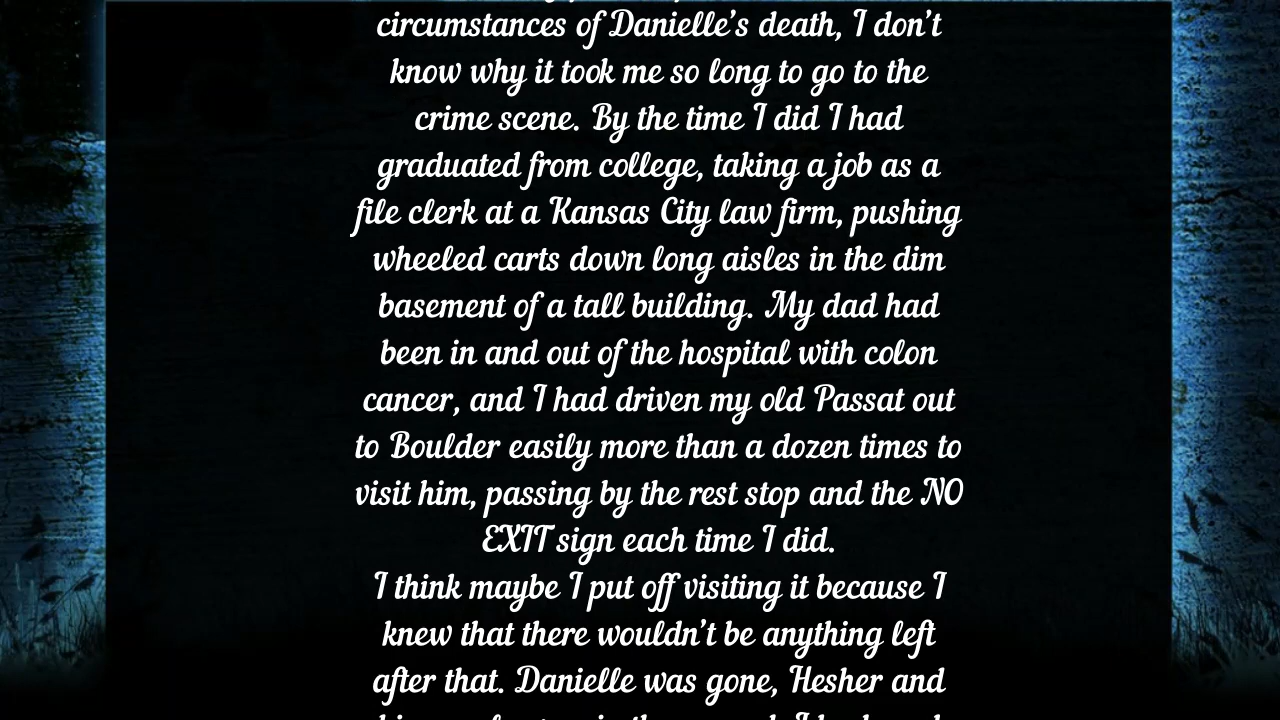 circumstances of Danielle’s death, I don’t
know why it took me so long to go to the
crime scene. By the time I did I had
graduated from college, taking a job as a
file clerk at a Kansas City law firm, pushing
wheeled carts down long aisles in the dim
basement of a tall building. My dad had
been in and out of the hospital with colon
cancer, and I had driven my old Passat out
to Boulder easily more than a dozen times to
visit him, passing by the rest stop and the NO
EXIT sign each time I did.
I think maybe I put off visiting it because I
knew that there wouldn’t be anything left
after that. Danielle was gone, Hesher and